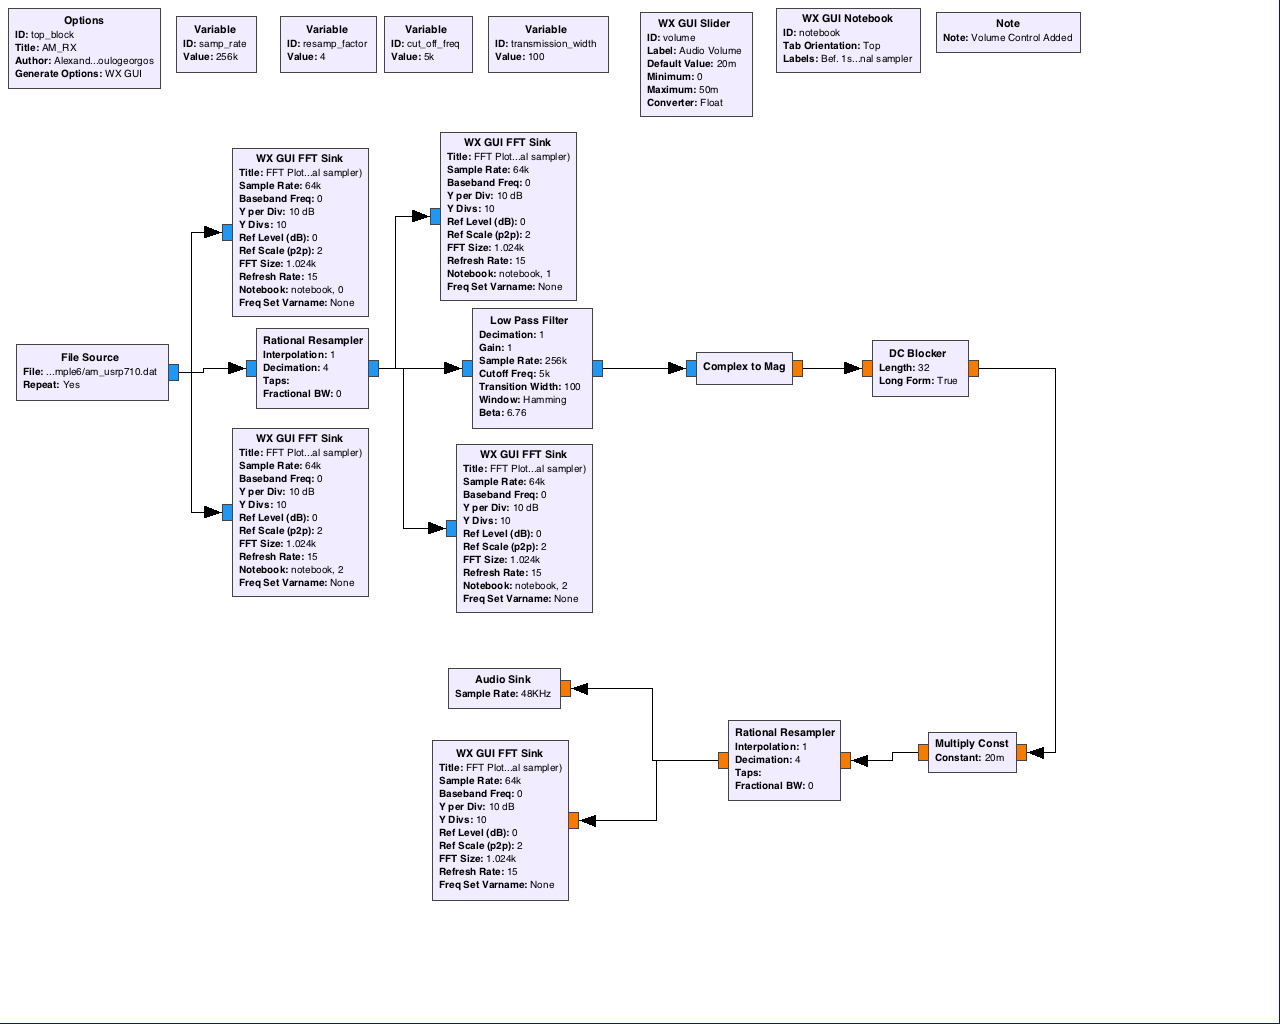 Options
ID: top_block
Title: AM_RX
Author: Alexand...oulogeorgos
Generate Options: WX GUI
Variable
ID: samp_rate
Value: 256k
Variable
ID: resamp_factor
Value: 4
Variable
ID: cut_off_freq
Value: 5k
Variable
ID: transmission_width
Value: 100
WX GUI Slider
ID: volume
Label: Audio Volume
Default Value: 20m
Minimum: 0
Maximum: 50m
Converter: Float
WX GUI Notebook
ID: notebook
Tab Orientation: Top
Labels: Bef. 1s...nal sampler
Note
Note: Volume Control Added
WX GUI FFT Sink
Title: FFT Plot...al sampler)
Sample Rate: 64k
Baseband Freq: 0
Y per Div: 10 dB
Y Divs: 10
Ref Level (dB): 0
Ref Scale (p2p): 2
FFT Size: 1.024k
Refresh Rate: 15
Notebook: notebook, 0
Freq Set Varname: None
WX GUI FFT Sink
Title: FFT Plot...al sampler)
Sample Rate: 64k
Baseband Freq: 0
Y per Div: 10 dB
Y Divs: 10
Ref Level (dB): 0
Ref Scale (p2p): 2
FFT Size: 1.024k
Refresh Rate: 15
Notebook: notebook, 1
Freq Set Varname: None
File Source
File: ...mple6/am_usrp710.dat
Repeat: Yes
Rational Resampler
Interpolation: 1
Decimation: 4
Taps:
Fractional BW: 0
Low Pass Filter
Decimation: 1
Gain: 1
Sample Rate: 256k
Cutoff Freq: 5k
Transition Width: 100
Window: Hamming
Beta: 6.76
Complex to Mag
DC Blocker
Length: 32
Long Form: True
WX GUI FFT Sink
Title: FFT Plot...al sampler)
Sample Rate: 64k
Baseband Freq: 0
Y per Div: 10 dB
Y Divs: 10
Ref Level (dB): 0
Ref Scale (p2p): 2
FFT Size: 1.024k
Refresh Rate: 15
Notebook: notebook, 2
Freq Set Varname: None
WX GUI FFT Sink
Title: FFT Plot...al sampler)
Sample Rate: 64k
Baseband Freq: 0
Y per Div: 10 dB
Y Divs: 10
Ref Level (dB): 0
Ref Scale (p2p): 2
FFT Size: 1.024k
Refresh Rate: 15
Notebook: notebook, 2
Freq Set Varname: None
Audio Sink
Sample Rate: 48KHz
WX GUI FFT Sink
Title: FFT Plot...al sampler)
Sample Rate: 64k
Baseband Freq: 0
Y per Div: 10 dB
Y Divs: 10
Ref Level (dB): 0
Ref Scale (p2p): 2
FFT Size: 1.024k
Refresh Rate: 15
Freq Set Varname: None
Rational Resampler
Interpolation: 1
Decimation: 4
Taps:
Fractional BW: 0
Multiply Const
Constant: 20m